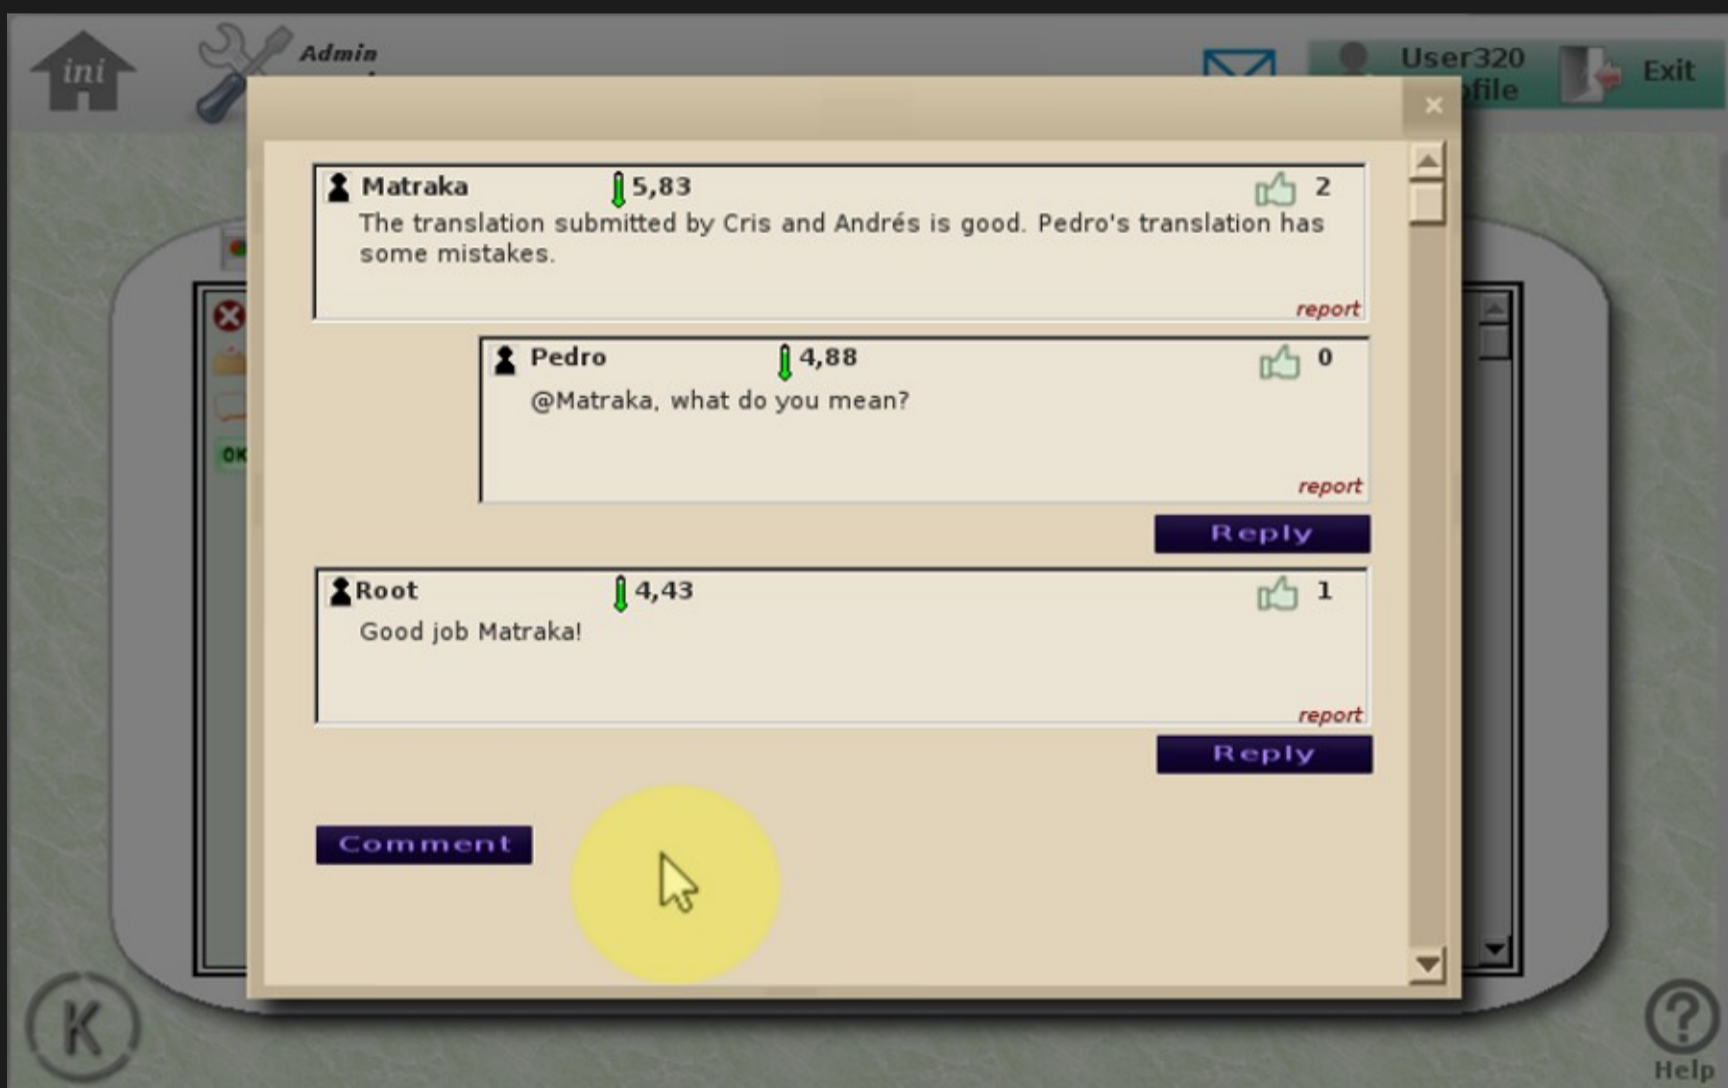 ini
Admin
User320
ofile
Exit
×
Matraka 5,83 2
The translation submitted by Cris and Andrés is good. Pedro's translation has
some mistakes.
report
Pedro 4,88 0
@Matraka, what do you mean?
report
Reply
Root 4,43 1
Good job Matraka!
report
Reply
Comment
OK
K
?
Help